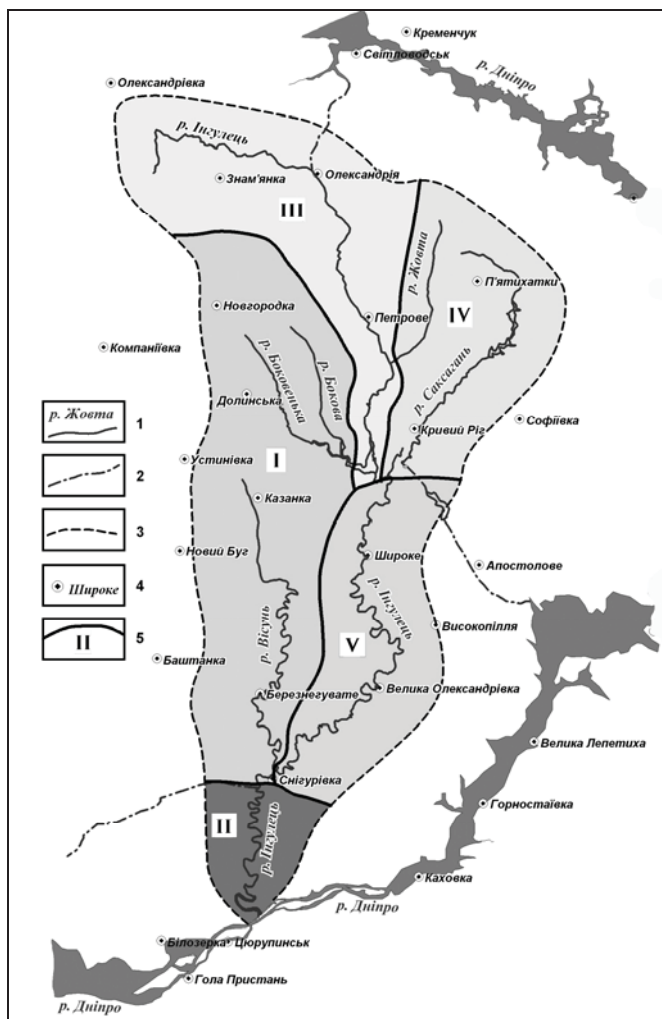 Кременчук
Світловодськ
р. Дніпро
Олександрівка
р. Інгулець
Знам'янка
Олександрія
III
р. Жовта
П'ятихатки
Новгородка
Петрове
IV
Компаніївка
р. Боковенька
р. Бокова
р. Саксагань
Долинська
р. Жовта
1
Кривий Ріг
Софіївка
2
Устинівка
I
Казанка
3
Новий Буг
Широке
Апостолове
4
Широке
р. Інгулець
Високопілля
5
II
р. Вісунь
V
Баштанка
Березнегувате
Велика Олександрівка
Велика Лепетиха
Снігурівка
Горностаївка
II
р. Інгулець
Каховка
р. Дніпро
Білозерка
Цюрупинськ
Гола Пристань
р. Дніпро